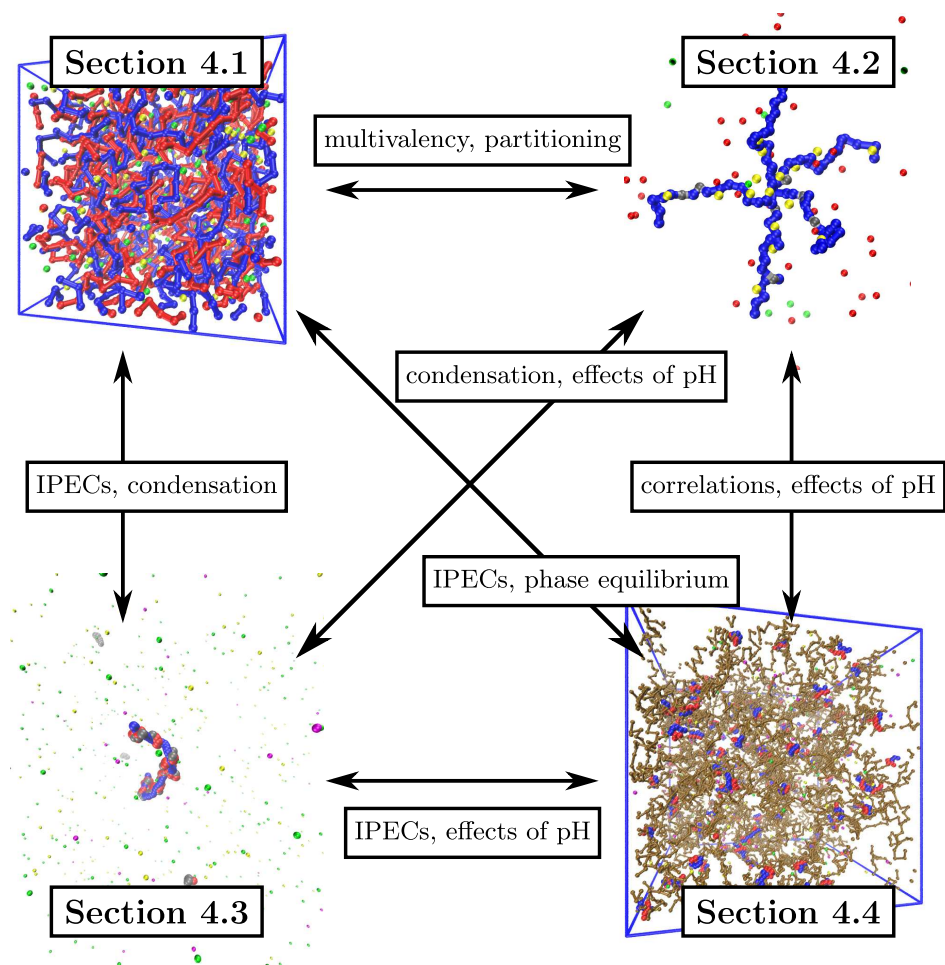 Section 4.1
Section 4.2
multivalency, partitioning
condensation, effects of pH
IPECs, condensation
correlations, effects of pH
IPECs, phase equilibrium
IPECs, effects of pH
Section 4.3
Section 4.4